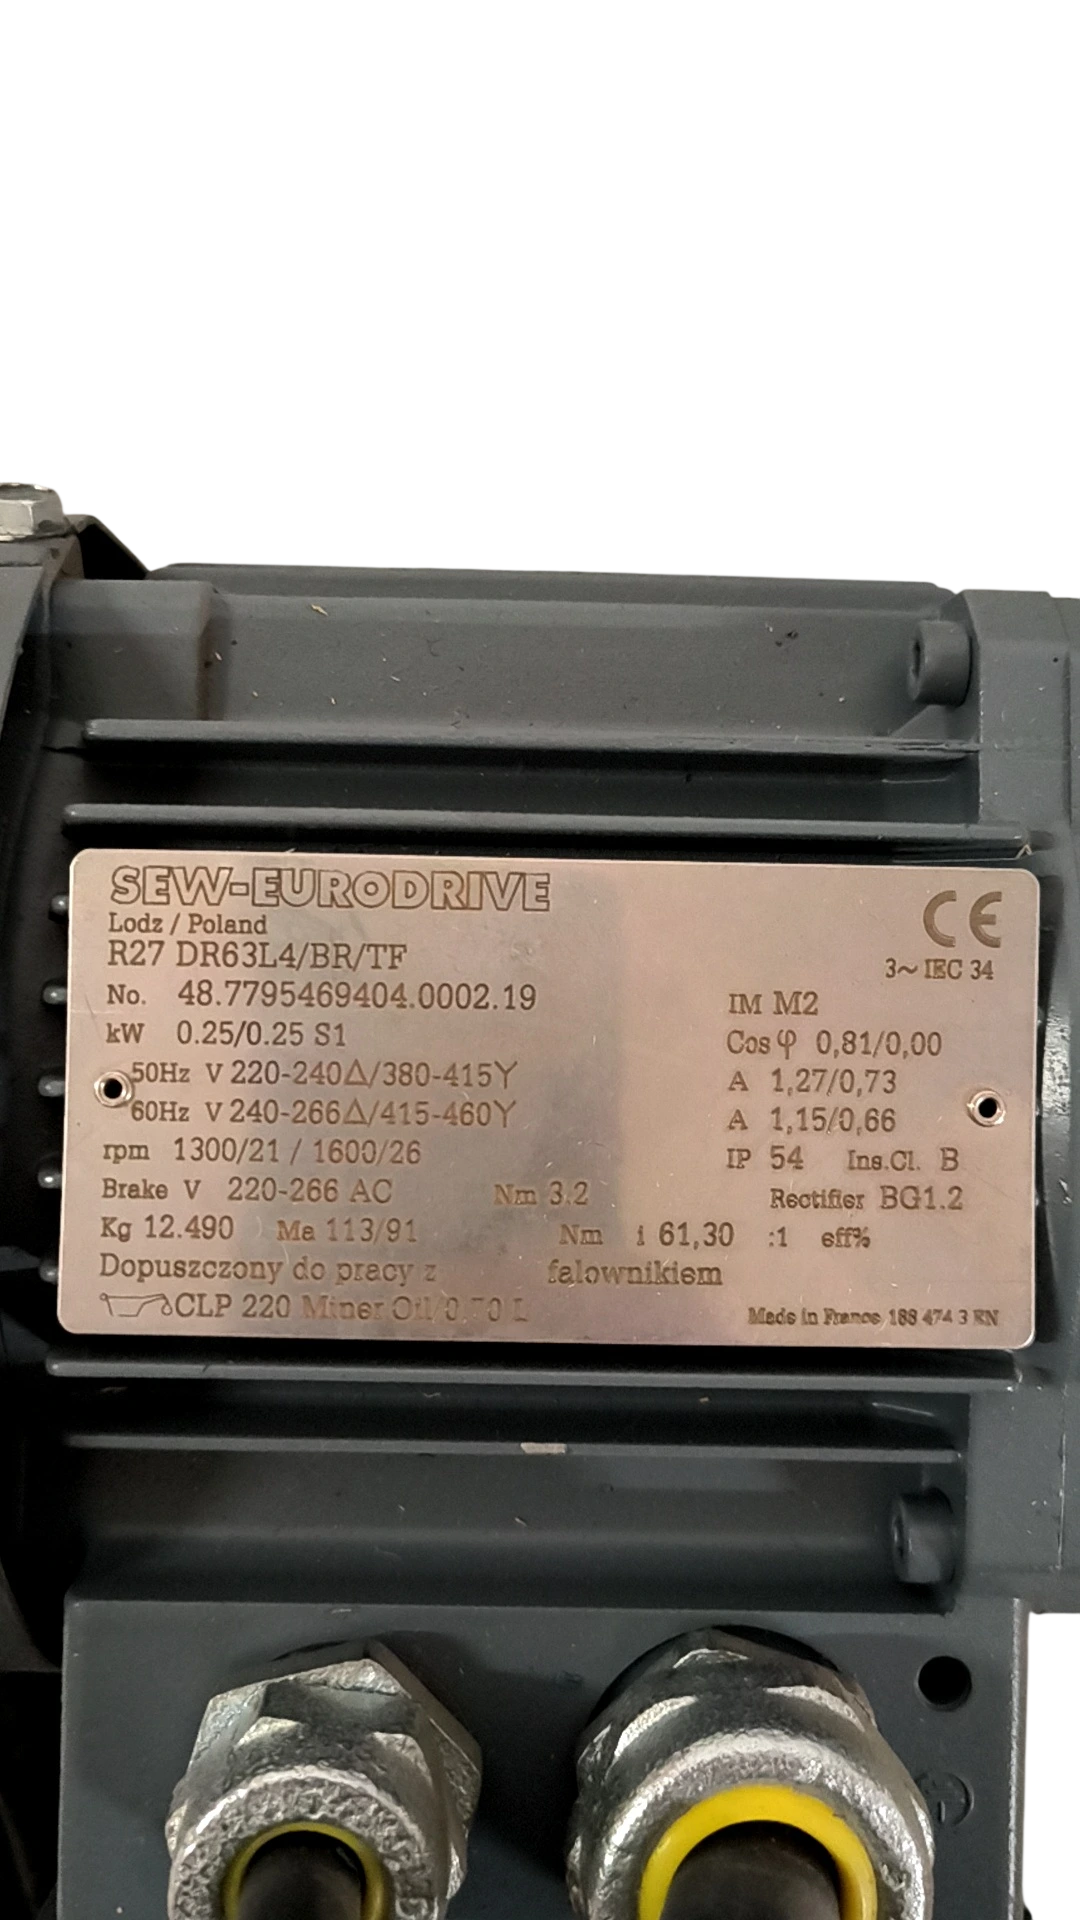 SEW-EURODRIVE
Lodz / Poland
R27 DR63L4/BR/TF
CE
3~ IEC 34
No. 48.7795469404.0002.19
IM M2
kW 0.25/0.25 S1
Cos φ 0,81/0,00
50Hz V 220-240Δ/380-415Y
A 1,27/0,73
60Hz V 240-266Δ/415-460Y
A 1,15/0,66
rpm 1300/21 / 1600/26
IP 54 Ins.Cl. B
Brake V 220-266 AC Nm 3.2 Rectifier BG1.2
Kg 12.490 Ma 113/91 Nm i 61,30 :1 eff%
Dopuszczony do pracy z falownikiem
CLP 220 Miner Oil/0.70 L
Made in France 188 474 3 EN